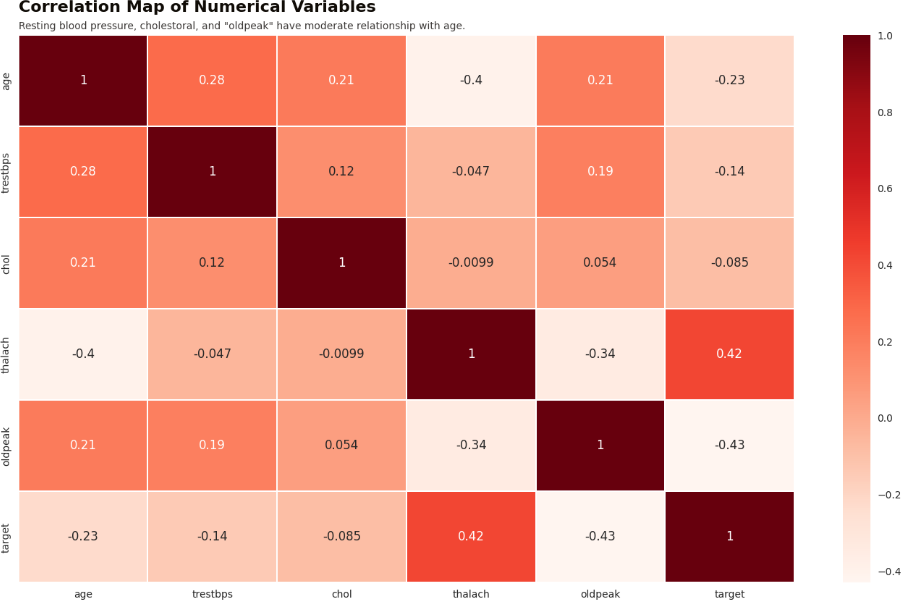 Correlation Map of Numerical Variables
Resting blood pressure, cholestoral, and "oldpeak" have moderate relationship with age.
age 1 0.28 0.21 -0.4 0.21 -0.23
trestbps 0.28 1 0.12 -0.047 0.19 -0.14
chol 0.21 0.12 1 -0.0099 0.054 -0.085
thalach -0.4 -0.047 -0.0099 1 -0.34 0.42
oldpeak 0.21 0.19 0.054 -0.34 1 -0.43
target -0.23 -0.14 -0.085 0.42 -0.43 1
age trestbps chol thalach oldpeak target
1.0
0.8
0.6
0.4
0.2
0.0
−0.2
−0.4